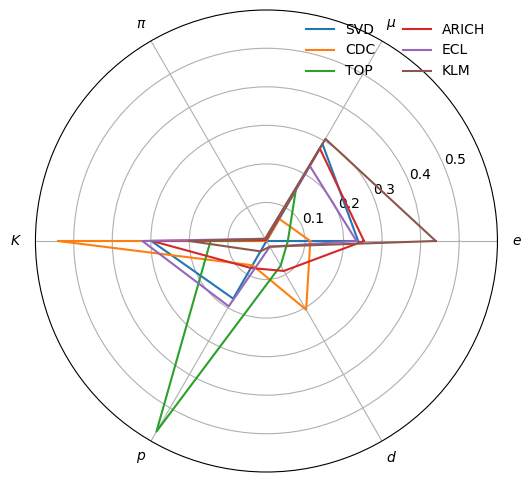 π
μ
SVD ARICH
CDC ECL
TOP KLM
0.5
0.4
0.3
0.2
0.1
K
e
p
d